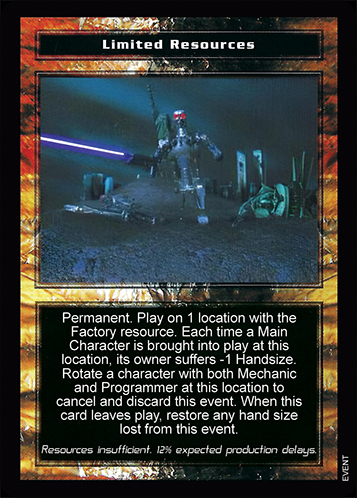 Limited Resources
Permanent. Play on 1 location with the
Factory resource. Each time a Main
Character is brought into play at this
location, its owner suffers -1 Handsize.
Rotate a character with both Mechanic
and Programmer at this location to
cancel and discard this event. When this
card leaves play, restore any hand size
lost from this event.
Resources insufficient. 12% expected production delays.
EVENT